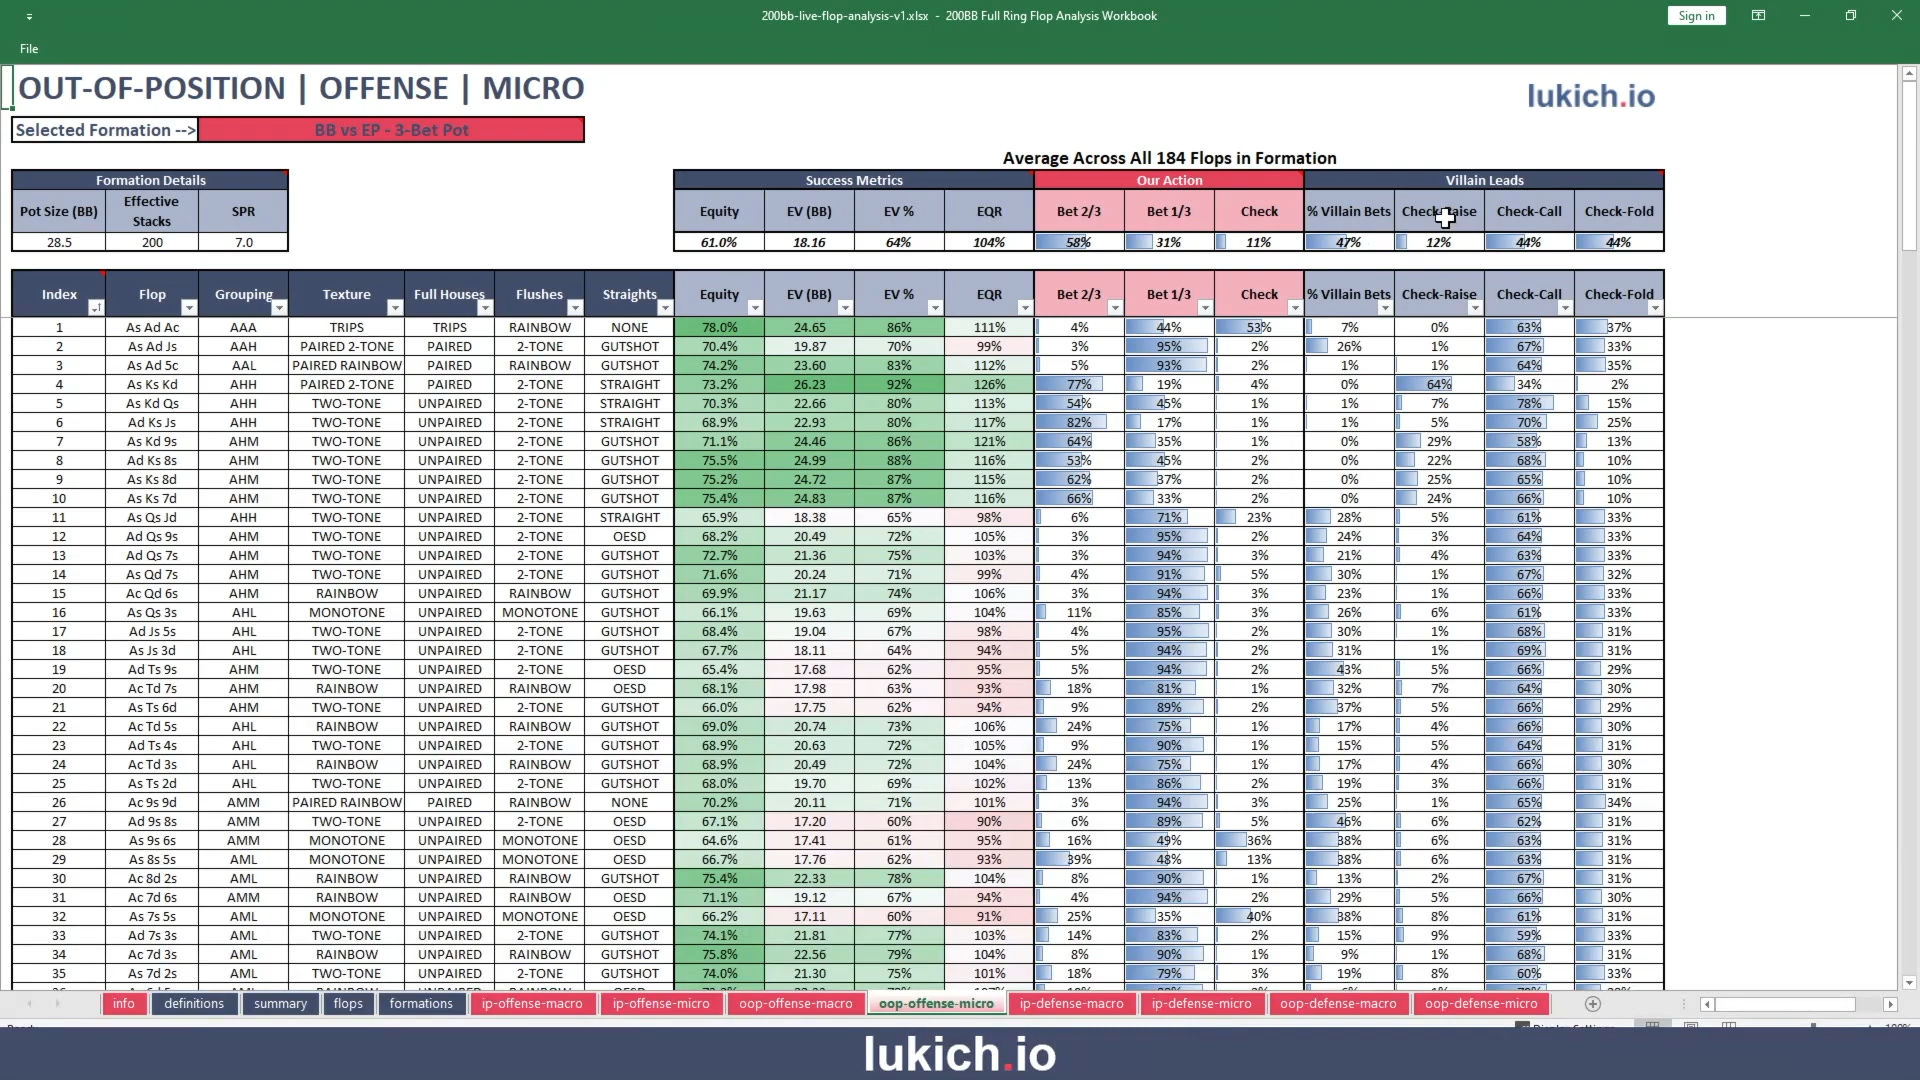 200bb-live-flop-analysis-v1.xlsx - 200BB Full Ring Flop Analysis Workbook
Sign in
File
OUT-OF-POSITION | OFFENSE | MICRO
lukich.io
Selected Formation --> BB vs EP - 3-Bet Pot
Average Across All 184 Flops in Formation
Formation Details Success Metrics Our Action Villain Leads
Pot Size (BB) Effective Stacks SPR Equity EV (BB) EV % EQR Bet 2/3 Bet 1/3 Check % Villain Bets Check-Raise Check-Call Check-Fold
28.5 200 7.0 61.0% 18.16 64% 104% 58% 31% 11% 47% 12% 44% 44%
Index Flop Grouping Texture Full Houses Flushes Straights Equity EV (BB) EV % EQR Bet 2/3 Bet 1/3 Check % Villain Bets Check-Raise Check-Call Check-Fold
1 As Ad Ac AAA TRIPS TRIPS RAINBOW NONE 78.0% 24.65 86% 111% 4% 44% 53% 7% 0% 63% 37%
2 As Ad Js AAH PAIRED 2-TONE PAIRED 2-TONE GUTSHOT 70.4% 19.87 70% 99% 3% 95% 2% 26% 1% 67% 33%
3 As Ad 5c AAL PAIRED RAINBOW PAIRED RAINBOW GUTSHOT 74.2% 23.60 83% 112% 5% 93% 2% 1% 1% 64% 35%
4 As Ks Kd AHH PAIRED 2-TONE PAIRED 2-TONE STRAIGHT 73.2% 26.23 92% 126% 77% 19% 4% 0% 64% 34% 2%
5 As Kd Qs AHH TWO-TONE UNPAIRED 2-TONE STRAIGHT 70.3% 22.66 80% 113% 54% 45% 1% 1% 7% 78% 15%
6 Ad Ks Js AHH TWO-TONE UNPAIRED 2-TONE STRAIGHT 68.9% 22.93 80% 117% 82% 17% 1% 1% 5% 70% 25%
7 As Kd 9s AHM TWO-TONE UNPAIRED 2-TONE GUTSHOT 71.1% 24.46 86% 121% 64% 35% 1% 0% 29% 58% 13%
8 Ad Ks 8s AHM TWO-TONE UNPAIRED 2-TONE GUTSHOT 75.5% 24.99 88% 116% 53% 45% 2% 0% 22% 68% 10%
9 As Ks 8d AHM TWO-TONE UNPAIRED 2-TONE GUTSHOT 75.2% 24.72 87% 115% 62% 37% 2% 0% 25% 65% 10%
10 As Ks 7d AHM TWO-TONE UNPAIRED 2-TONE GUTSHOT 75.4% 24.83 87% 116% 66% 33% 2% 0% 24% 66% 10%
11 As Qs Jd AHH TWO-TONE UNPAIRED 2-TONE STRAIGHT 65.9% 18.38 65% 98% 6% 71% 23% 28% 5% 61% 33%
12 Ad Qs 9s AHM TWO-TONE UNPAIRED 2-TONE OESD 68.2% 20.49 72% 105% 3% 95% 2% 24% 3% 64% 33%
13 Ad Qs 7s AHM TWO-TONE UNPAIRED 2-TONE GUTSHOT 72.7% 21.36 75% 103% 3% 94% 3% 21% 4% 63% 33%
14 As Qd 7s AHM TWO-TONE UNPAIRED 2-TONE GUTSHOT 71.6% 20.24 71% 99% 4% 91% 5% 30% 1% 67% 32%
15 Ac Qd 6s AHM RAINBOW UNPAIRED RAINBOW GUTSHOT 69.9% 21.17 74% 106% 3% 94% 3% 23% 1% 66% 33%
16 As Qs 3s AHL MONOTONE UNPAIRED MONOTONE GUTSHOT 66.1% 19.63 69% 104% 11% 85% 3% 26% 6% 61% 33%
17 Ad Js 5s AHL TWO-TONE UNPAIRED 2-TONE GUTSHOT 68.4% 19.04 67% 98% 4% 95% 2% 30% 1% 68% 31%
18 As Js 3d AHL TWO-TONE UNPAIRED 2-TONE GUTSHOT 67.7% 18.11 64% 94% 5% 94% 2% 31% 1% 69% 31%
19 Ad Ts 9s AHM TWO-TONE UNPAIRED 2-TONE OESD 65.4% 17.68 62% 95% 5% 94% 2% 43% 5% 66% 29%
20 Ac Td 7s AHM RAINBOW UNPAIRED RAINBOW OESD 68.1% 17.98 63% 93% 18% 81% 1% 32% 7% 64% 30%
21 As Ts 6d AHM TWO-TONE UNPAIRED 2-TONE GUTSHOT 66.0% 17.75 62% 94% 9% 89% 2% 37% 5% 66% 29%
22 Ac Td 5s AHL RAINBOW UNPAIRED RAINBOW GUTSHOT 69.0% 20.74 73% 106% 24% 75% 1% 17% 4% 66% 30%
23 Ad Ts 4s AHL TWO-TONE UNPAIRED 2-TONE GUTSHOT 68.9% 20.63 72% 105% 9% 90% 1% 15% 5% 64% 31%
24 Ac Td 3s AHL RAINBOW UNPAIRED RAINBOW GUTSHOT 68.9% 20.49 72% 104% 24% 75% 1% 17% 4% 66% 30%
25 As Ts 2d AHL TWO-TONE UNPAIRED 2-TONE GUTSHOT 68.0% 19.70 69% 102% 13% 86% 2% 19% 3% 66% 31%
26 Ac 9s 9d AMM PAIRED RAINBOW PAIRED RAINBOW NONE 70.2% 20.11 71% 101% 3% 94% 3% 25% 1% 65% 34%
27 Ad 9s 8s AMM TWO-TONE UNPAIRED 2-TONE OESD 67.1% 17.20 60% 90% 6% 89% 5% 46% 6% 62% 31%
28 As 9s 6s AMM MONOTONE UNPAIRED MONOTONE OESD 64.6% 17.41 61% 95% 16% 49% 36% 38% 6% 63% 31%
29 As 8s 5s AML MONOTONE UNPAIRED MONOTONE OESD 66.7% 17.76 62% 93% 39% 48% 13% 38% 6% 63% 31%
30 Ac 8d 2s AML RAINBOW UNPAIRED RAINBOW GUTSHOT 75.4% 22.33 78% 104% 8% 90% 1% 13% 2% 67% 31%
31 Ac 7d 6s AMM RAINBOW UNPAIRED RAINBOW OESD 71.1% 19.12 67% 94% 4% 94% 2% 29% 5% 66% 30%
32 As 7s 5s AML MONOTONE UNPAIRED MONOTONE OESD 66.2% 17.11 60% 91% 25% 35% 40% 38% 8% 61% 31%
33 Ad 7s 3s AML TWO-TONE UNPAIRED 2-TONE GUTSHOT 74.1% 21.81 77% 103% 14% 83% 2% 15% 9% 59% 33%
34 Ac 7d 3s AML RAINBOW UNPAIRED RAINBOW GUTSHOT 75.8% 22.56 79% 104% 8% 90% 1% 9% 1% 68% 31%
35 As 7d 2s AML TWO-TONE UNPAIRED 2-TONE GUTSHOT 74.0% 21.30 75% 101% 18% 79% 3% 19% 8% 60% 33%
info definitions summary flops formations ip-offense-macro ip-offense-micro oop-offense-macro oop-offense-micro ip-defense-macro ip-defense-micro oop-defense-macro oop-defense-micro
lukich.io